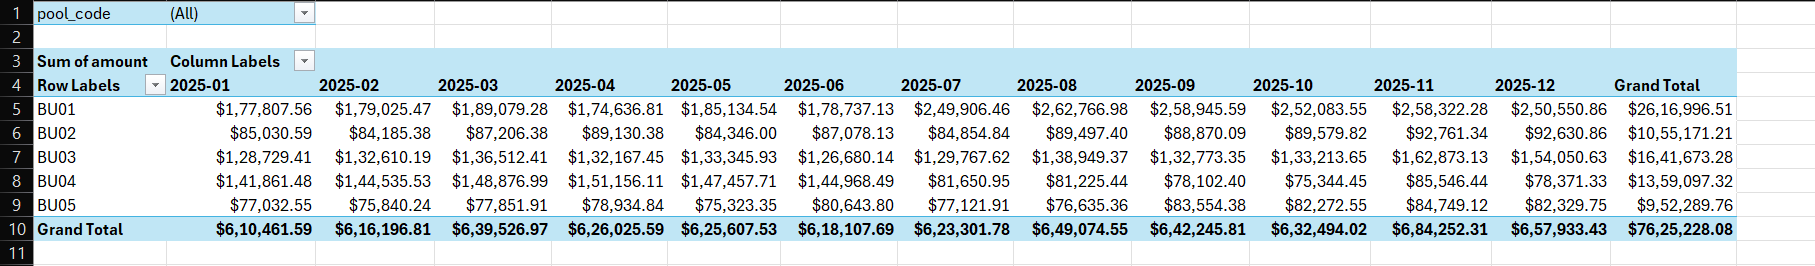 1 pool_code (All)
2
3 Sum of amount Column Labels
4 Row Labels 2025-01 2025-02 2025-03 2025-04 2025-05 2025-06 2025-07 2025-08 2025-09 2025-10 2025-11 2025-12 Grand Total
5 BU01 $1,77,807.56 $1,79,025.47 $1,89,079.28 $1,74,636.81 $1,85,134.54 $1,78,737.13 $2,49,906.46 $2,62,766.98 $2,58,945.59 $2,52,083.55 $2,58,322.28 $2,50,550.86 $26,16,996.51
6 BU02 $85,030.59 $84,185.38 $87,206.38 $89,130.38 $84,346.00 $87,078.13 $84,854.84 $89,497.40 $88,870.09 $89,579.82 $92,761.34 $92,630.86 $10,55,171.21
7 BU03 $1,28,729.41 $1,32,610.19 $1,36,512.41 $1,32,167.45 $1,33,345.93 $1,26,680.14 $1,29,767.62 $1,38,949.37 $1,32,773.35 $1,33,213.65 $1,62,873.13 $1,54,050.63 $16,41,673.28
8 BU04 $1,41,861.48 $1,44,535.53 $1,48,876.99 $1,51,156.11 $1,47,457.71 $1,44,968.49 $81,650.95 $81,225.44 $78,102.40 $75,344.45 $85,546.44 $78,371.33 $13,59,097.32
9 BU05 $77,032.55 $75,840.24 $77,851.91 $78,934.84 $75,323.35 $80,643.80 $77,121.91 $76,635.36 $83,554.38 $82,272.55 $84,749.12 $82,329.75 $9,52,289.76
10 Grand Total $6,10,461.59 $6,16,196.81 $6,39,526.97 $6,26,025.59 $6,25,607.53 $6,18,107.69 $6,23,301.78 $6,49,074.55 $6,42,245.81 $6,32,494.02 $6,84,252.31 $6,57,933.43 $76,25,228.08
11